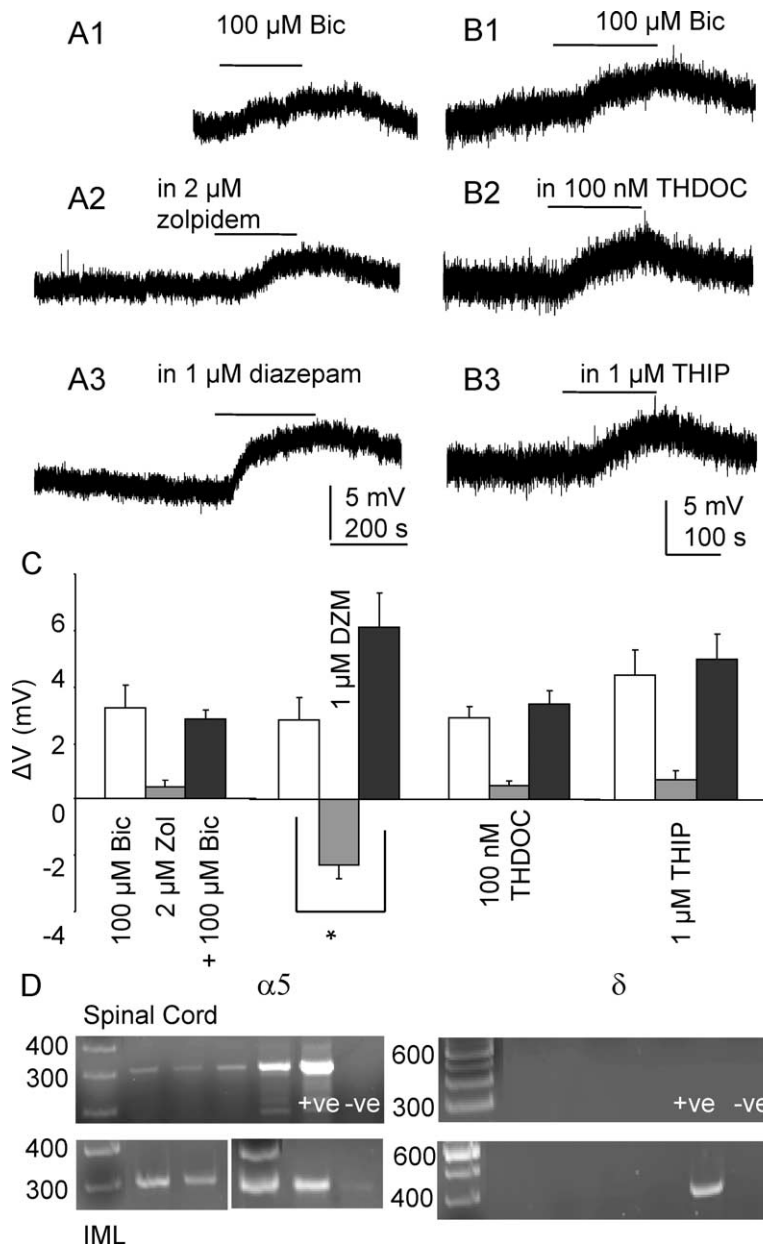 A1
100 µM Bic
B1
100 µM Bic
A2
in 2 µM
zolpidem
B2
in 100 nM THDOC
A3
in 1 µM diazepam
B3
in 1 µM THIP
5 mV
200 s
5 mV
100 s
C
ΔV (mV)
6
4
2
0
-2
-4
100 µM Bic
2 µM Zol
+ 100 µM Bic
1 µM DZM
*
100 nM
THDOC
1 µM THIP
D
α5
δ
Spinal Cord
400
300
+ve
-ve
600
300
+ve
-ve
400
300
600
400
IML